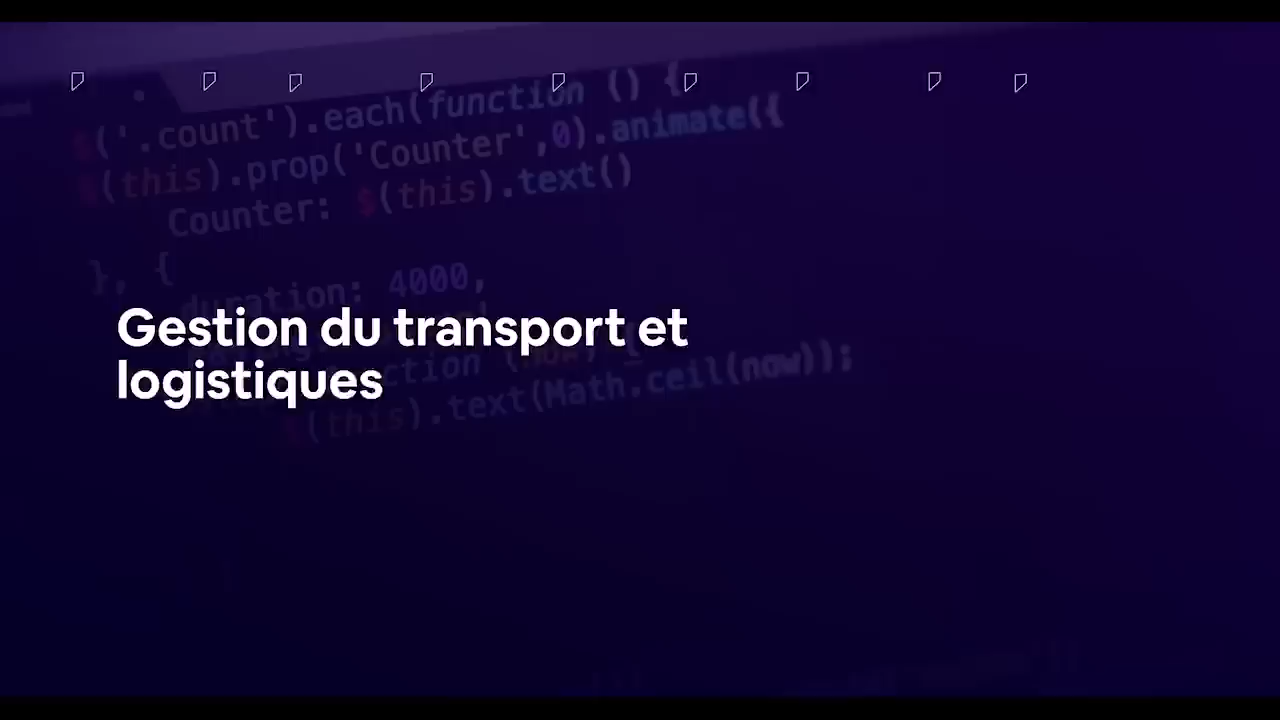 $('.count').each(function () {
$(this).prop('Counter',0).animate({
Counter: $(this).text()
}, {
duration: 4000,
Gestion du transport et
logistiques
$(this).text(Math.ceil(now));